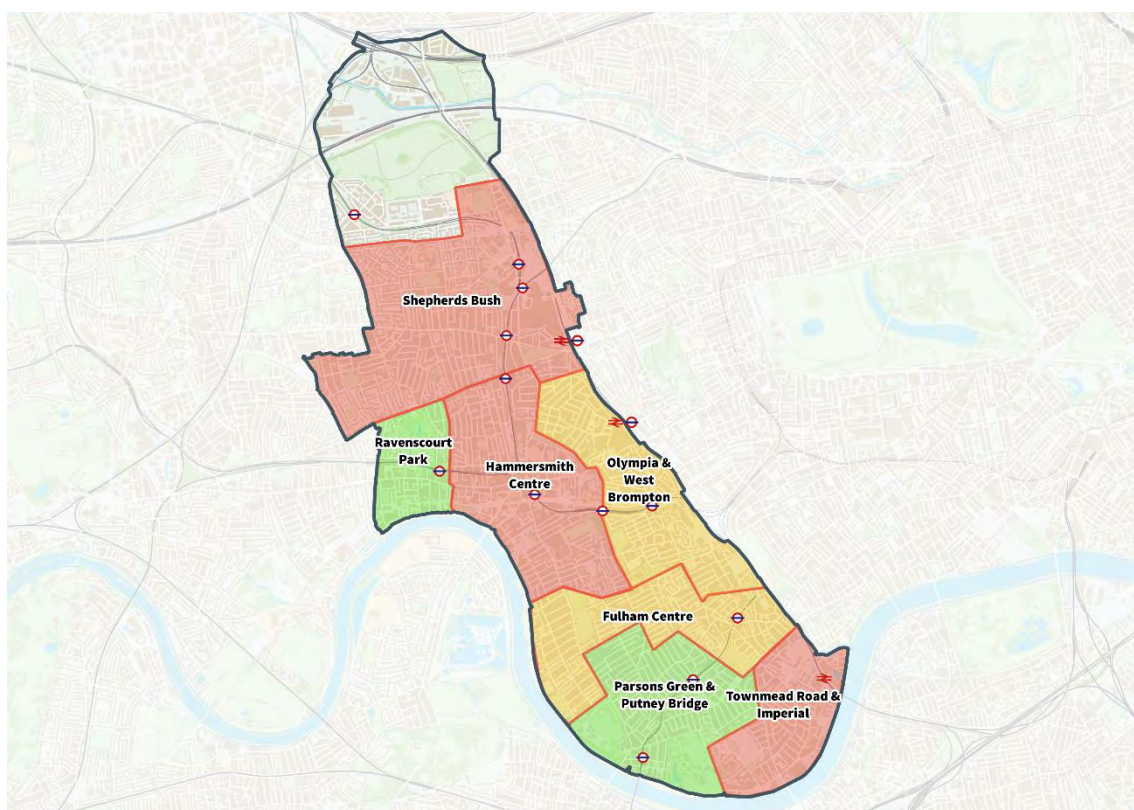 Shepherds Bush
Ravenscourt
Park
Hammersmith
Centre
Olympia &
West
Brompton
Fulham Centre
Parsons Green &
Putney Bridge
Townmead Road &
Imperial